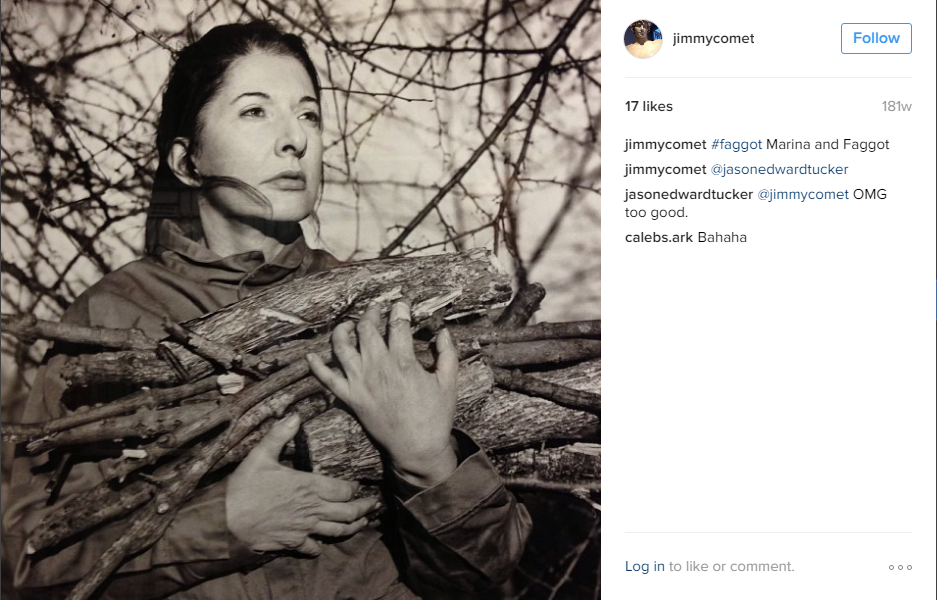 jimmycomet
Follow
17 likes
181w
jimmycomet #faggot Marina and Faggot
jimmycomet @jasonedwardtucker
jasonedwardtucker @jimmycomet OMG
too good.
calebs.ark Bahaha
Log in to like or comment.